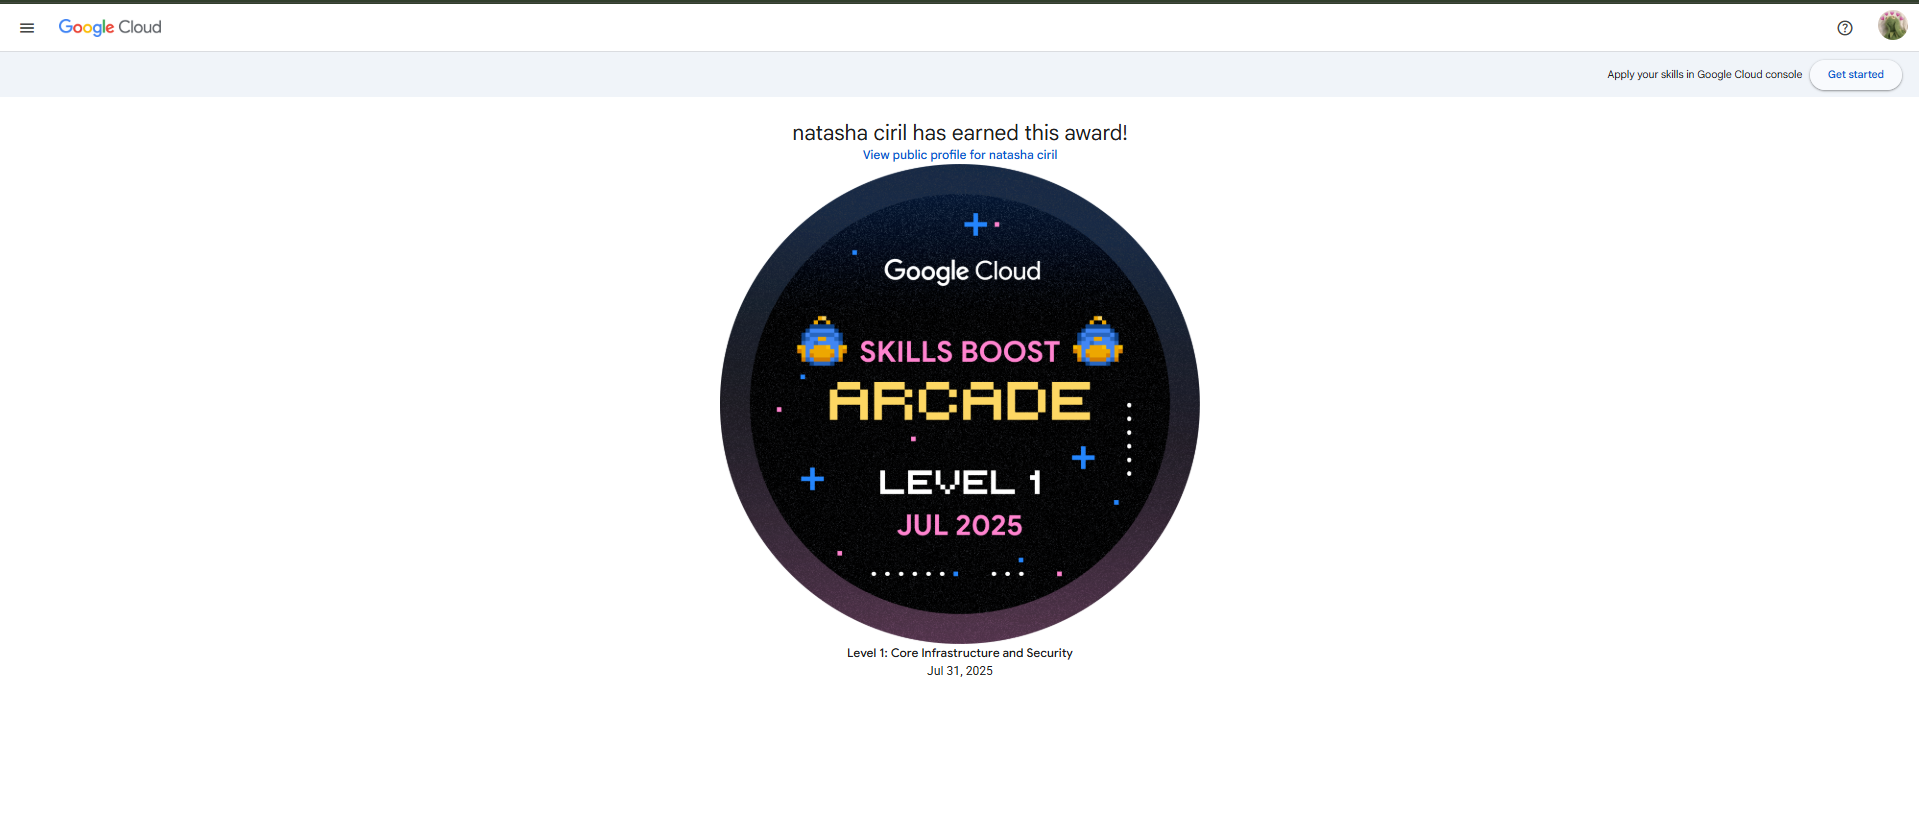 Google Cloud
Apply your skills in Google Cloud console
Get started
natasha ciril has earned this award!
View public profile for natasha ciril
Google Cloud
SKILLS BOOST
ARCADE
LEVEL 1
JUL 2025
Level 1: Core Infrastructure and Security
Jul 31, 2025